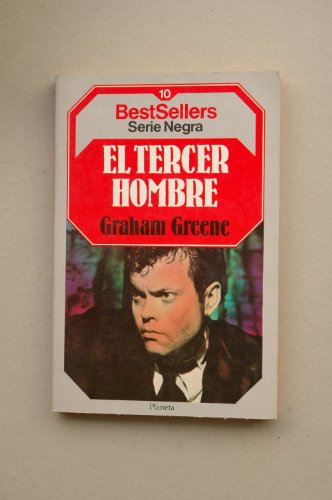 10
BestSellers
Serie Negra
EL TERCER
HOMBRE
Graham Greene
Planeta